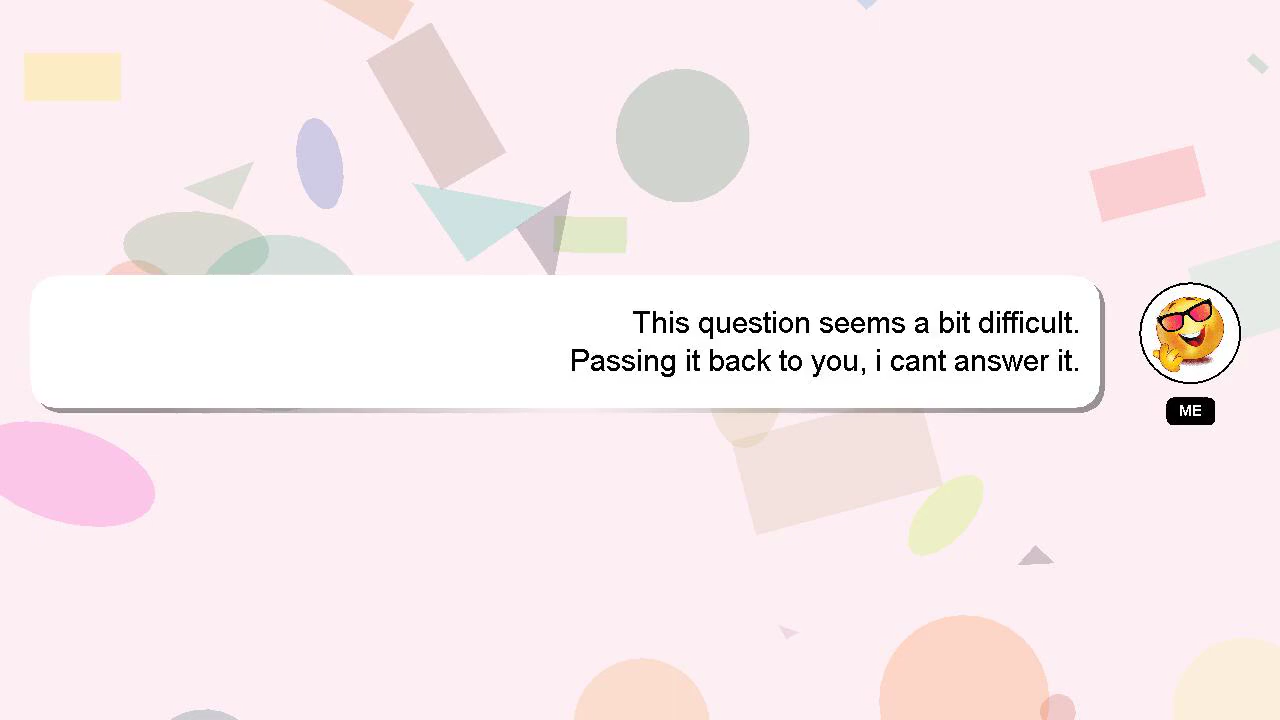 This question seems a bit difficult.
Passing it back to you, i cant answer it.
ME